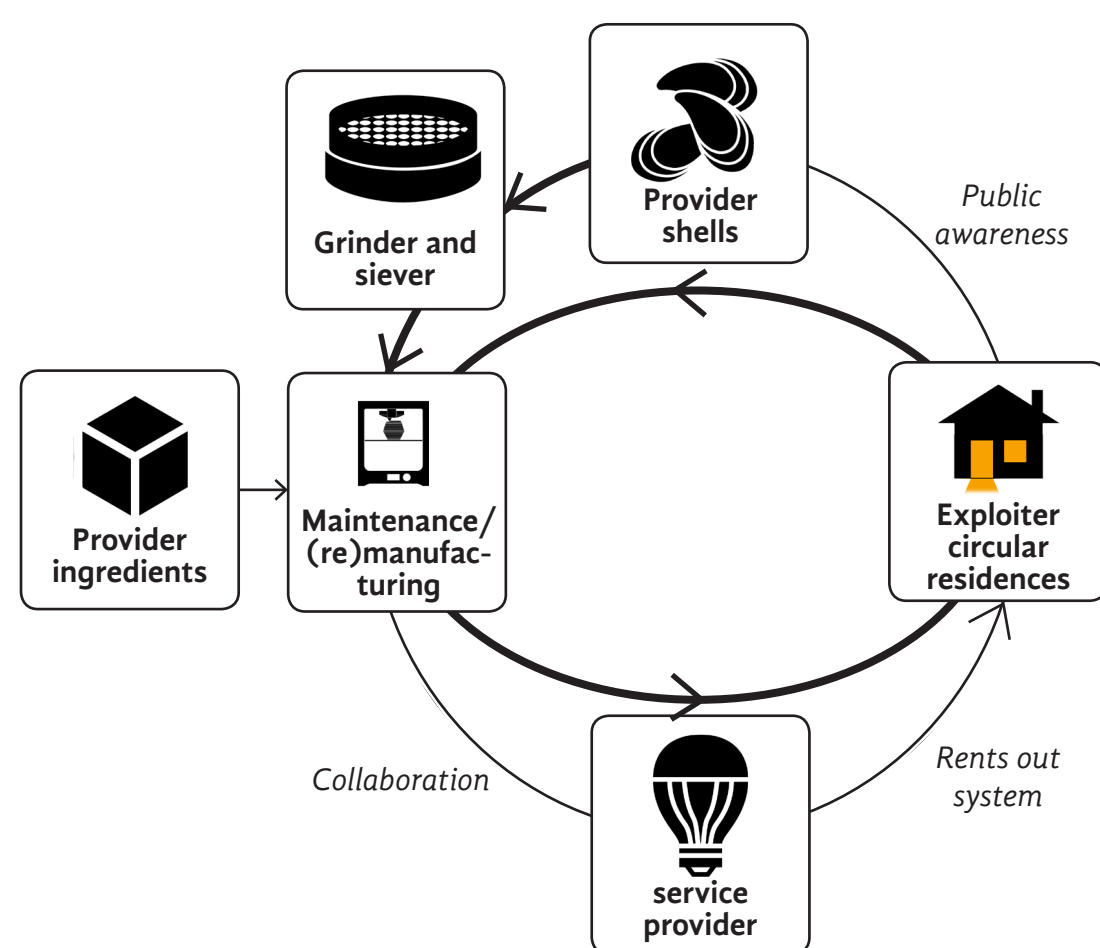 Provider
shells
Grinder and
siever
Public
awareness
Provider
ingredients
Maintenance/
(re)manufac-
turing
Exploiter
circular
residences
Collaboration
Rents out
system
service
provider